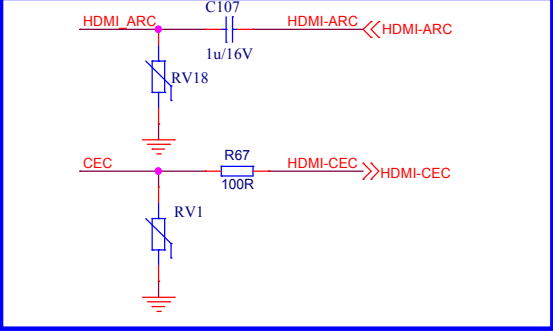 C107
HDMI_ARC
HDMI-ARC
HDMI-ARC
1u/16V
RV18
R67
CEC
HDMI-CEC
HDMI-CEC
100R
RV1